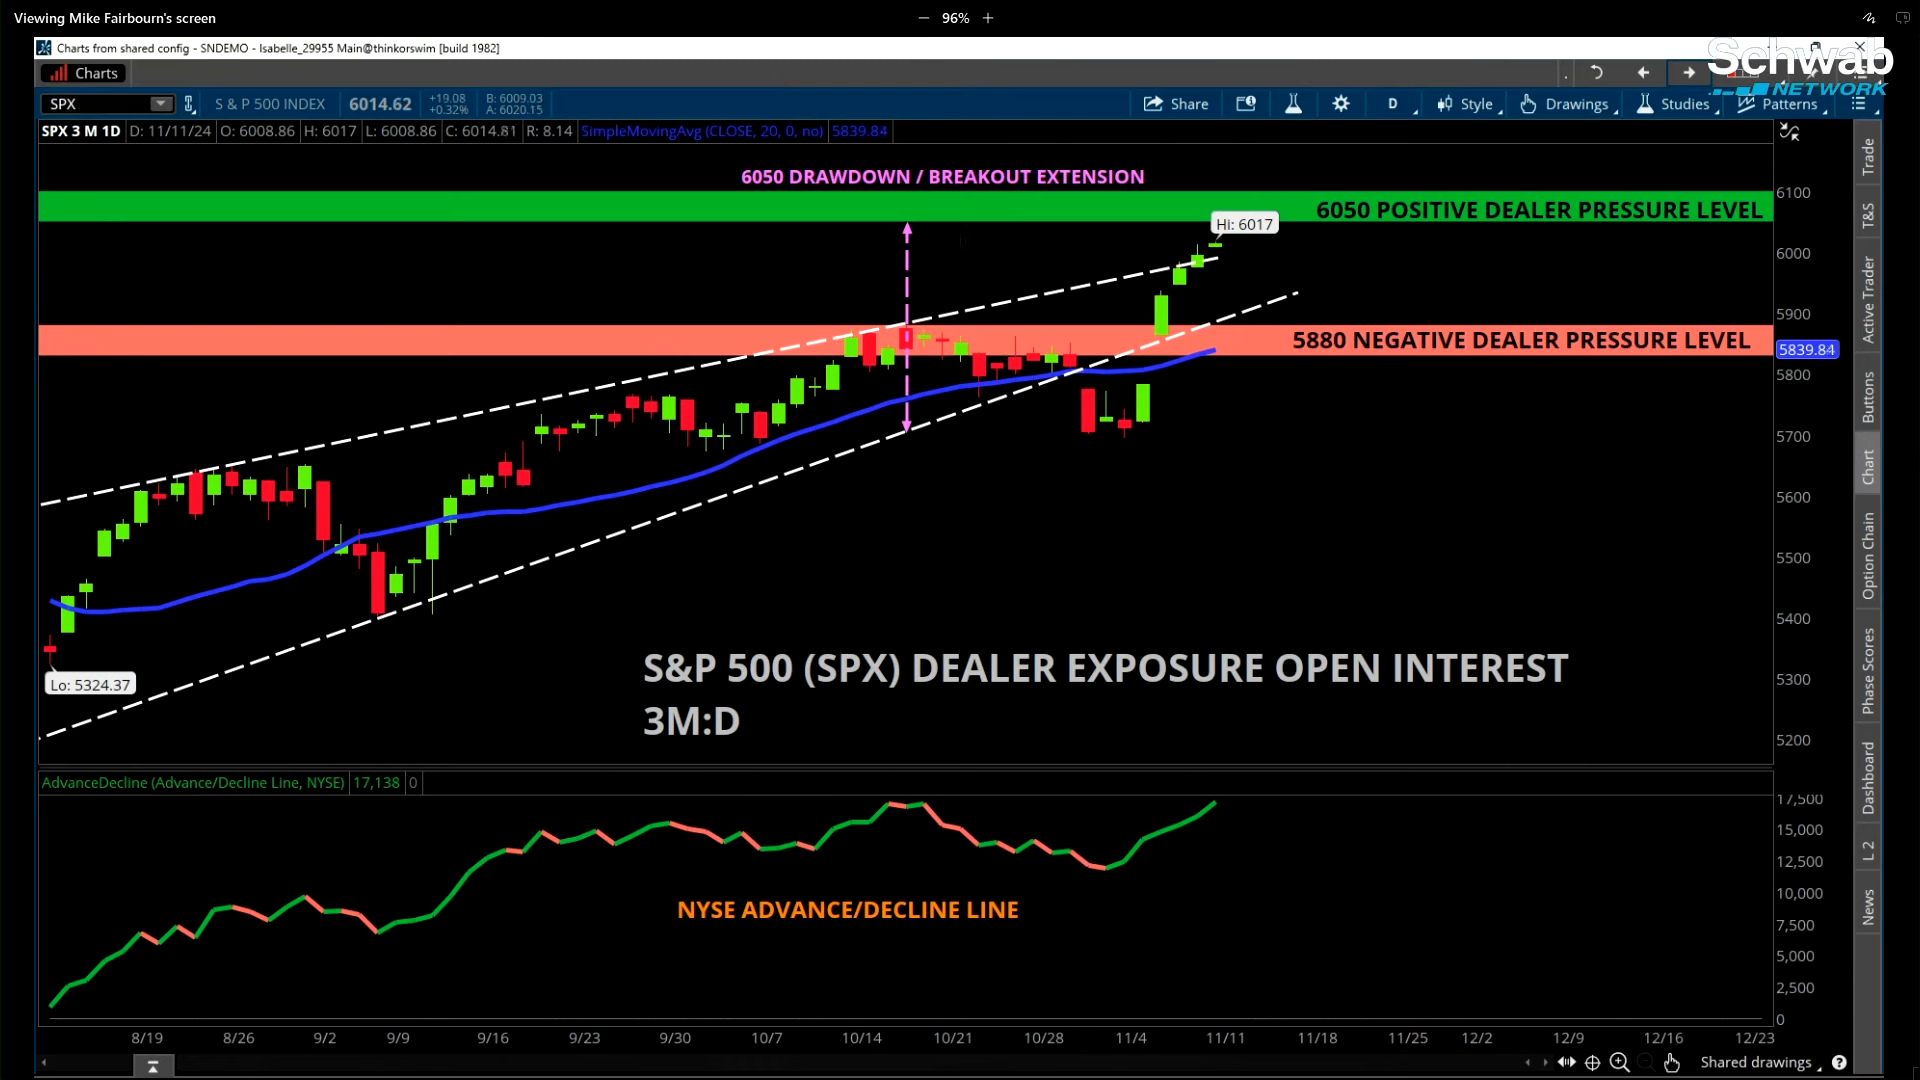 Viewing Mike Fairbourn's screen
96%
Charts from shared config - SNDEMO - Isabelle_29955 Main@thinkorswim [build 1982]
Schwab
NETWORK
Charts
SPX
S & P 500 INDEX
6014.62
+19.08
+0.32%
B: 6009.03
A: 6020.15
Share
D
Style
Drawings
Studies
Patterns
SPX 3 M 1D D: 11/11/24 O: 6008.86 H: 6017 L: 6008.86 C: 6014.81 R: 8.14 SimpleMovingAvg (CLOSE, 20, 0, no) 5839.84
6050 DRAWDOWN / BREAKOUT EXTENSION
6050 POSITIVE DEALER PRESSURE LEVEL
Hi: 6017
5880 NEGATIVE DEALER PRESSURE LEVEL
6100
6000
5900
5839.84
5800
5700
5600
5500
5400
5300
5200
Lo: 5324.37
S&P 500 (SPX) DEALER EXPOSURE OPEN INTEREST
3M:D
AdvanceDecline (Advance/Decline Line, NYSE) 17,138 0
NYSE ADVANCE/DECLINE LINE
17,500
15,000
12,500
10,000
7,500
5,000
2,500
0
8/19 8/26 9/2 9/9 9/16 9/23 9/30 10/7 10/14 10/21 10/28 11/4 11/11 11/18 11/25 12/2 12/9 12/16 12/23
Shared drawings
Trade
T&S
Active Trader
Buttons
Chart
Option Chain
Phase Scores
Dashboard
L 2
News